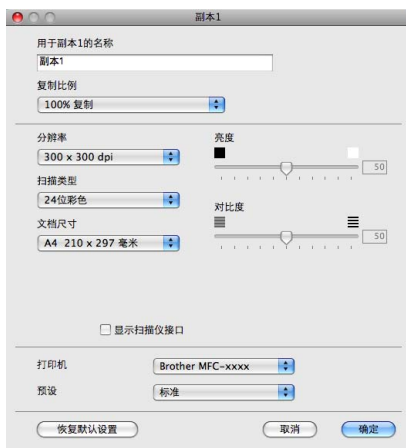 副本1
用于副本1的名称
副本1
复制比例
100% 复制
分辨率
300 x 300 dpi
扫描类型
24位彩色
文档尺寸
A4 210 x 297 毫米
亮度
50
对比度
50
显示扫描仪接口
打印机
Brother MFC-xxxx
预设
标准
恢复默认设置
取消
确定